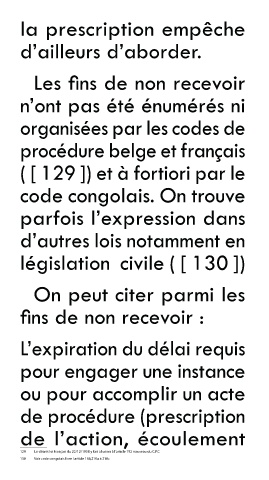 la prescription empêche
d’ailleurs d’aborder.
Les fins de non recevoir
n’ont pas été énumérés ni
organisées par les codes de
procédure belge et français
( [ 129 ]) et à fortiori par le
code congolais. On trouve
parfois l’expression dans
d’autres lois notamment en
législation civile ( [ 130 ])
On peut citer parmi les
fins de non recevoir :
L’expiration du délai requis
pour engager une instance
ou pour accomplir un acte
de procédure (prescription
de l’action, écoulement
129
130